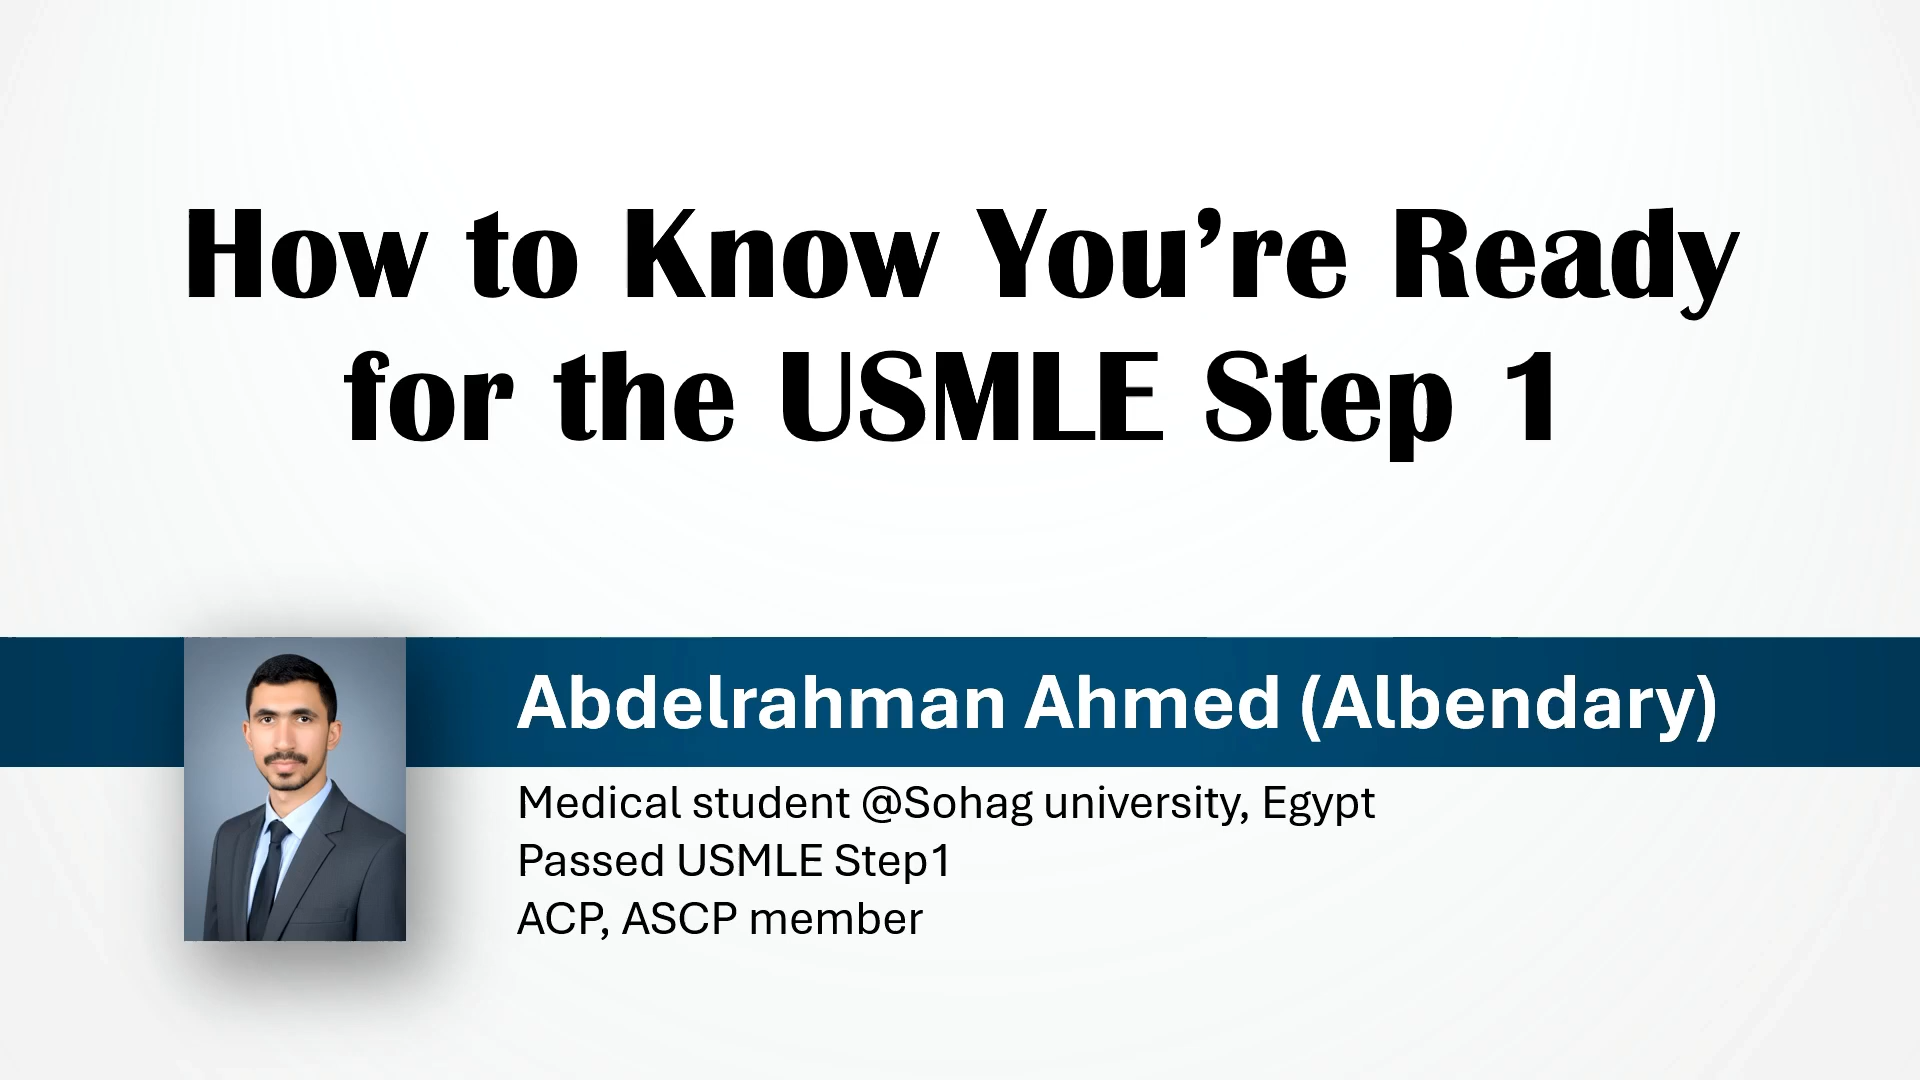 How to Know You’re Ready
for the USMLE Step 1
Abdelrahman Ahmed (Albendary)
Medical student @Sohag university, Egypt
Passed USMLE Step1
ACP, ASCP member